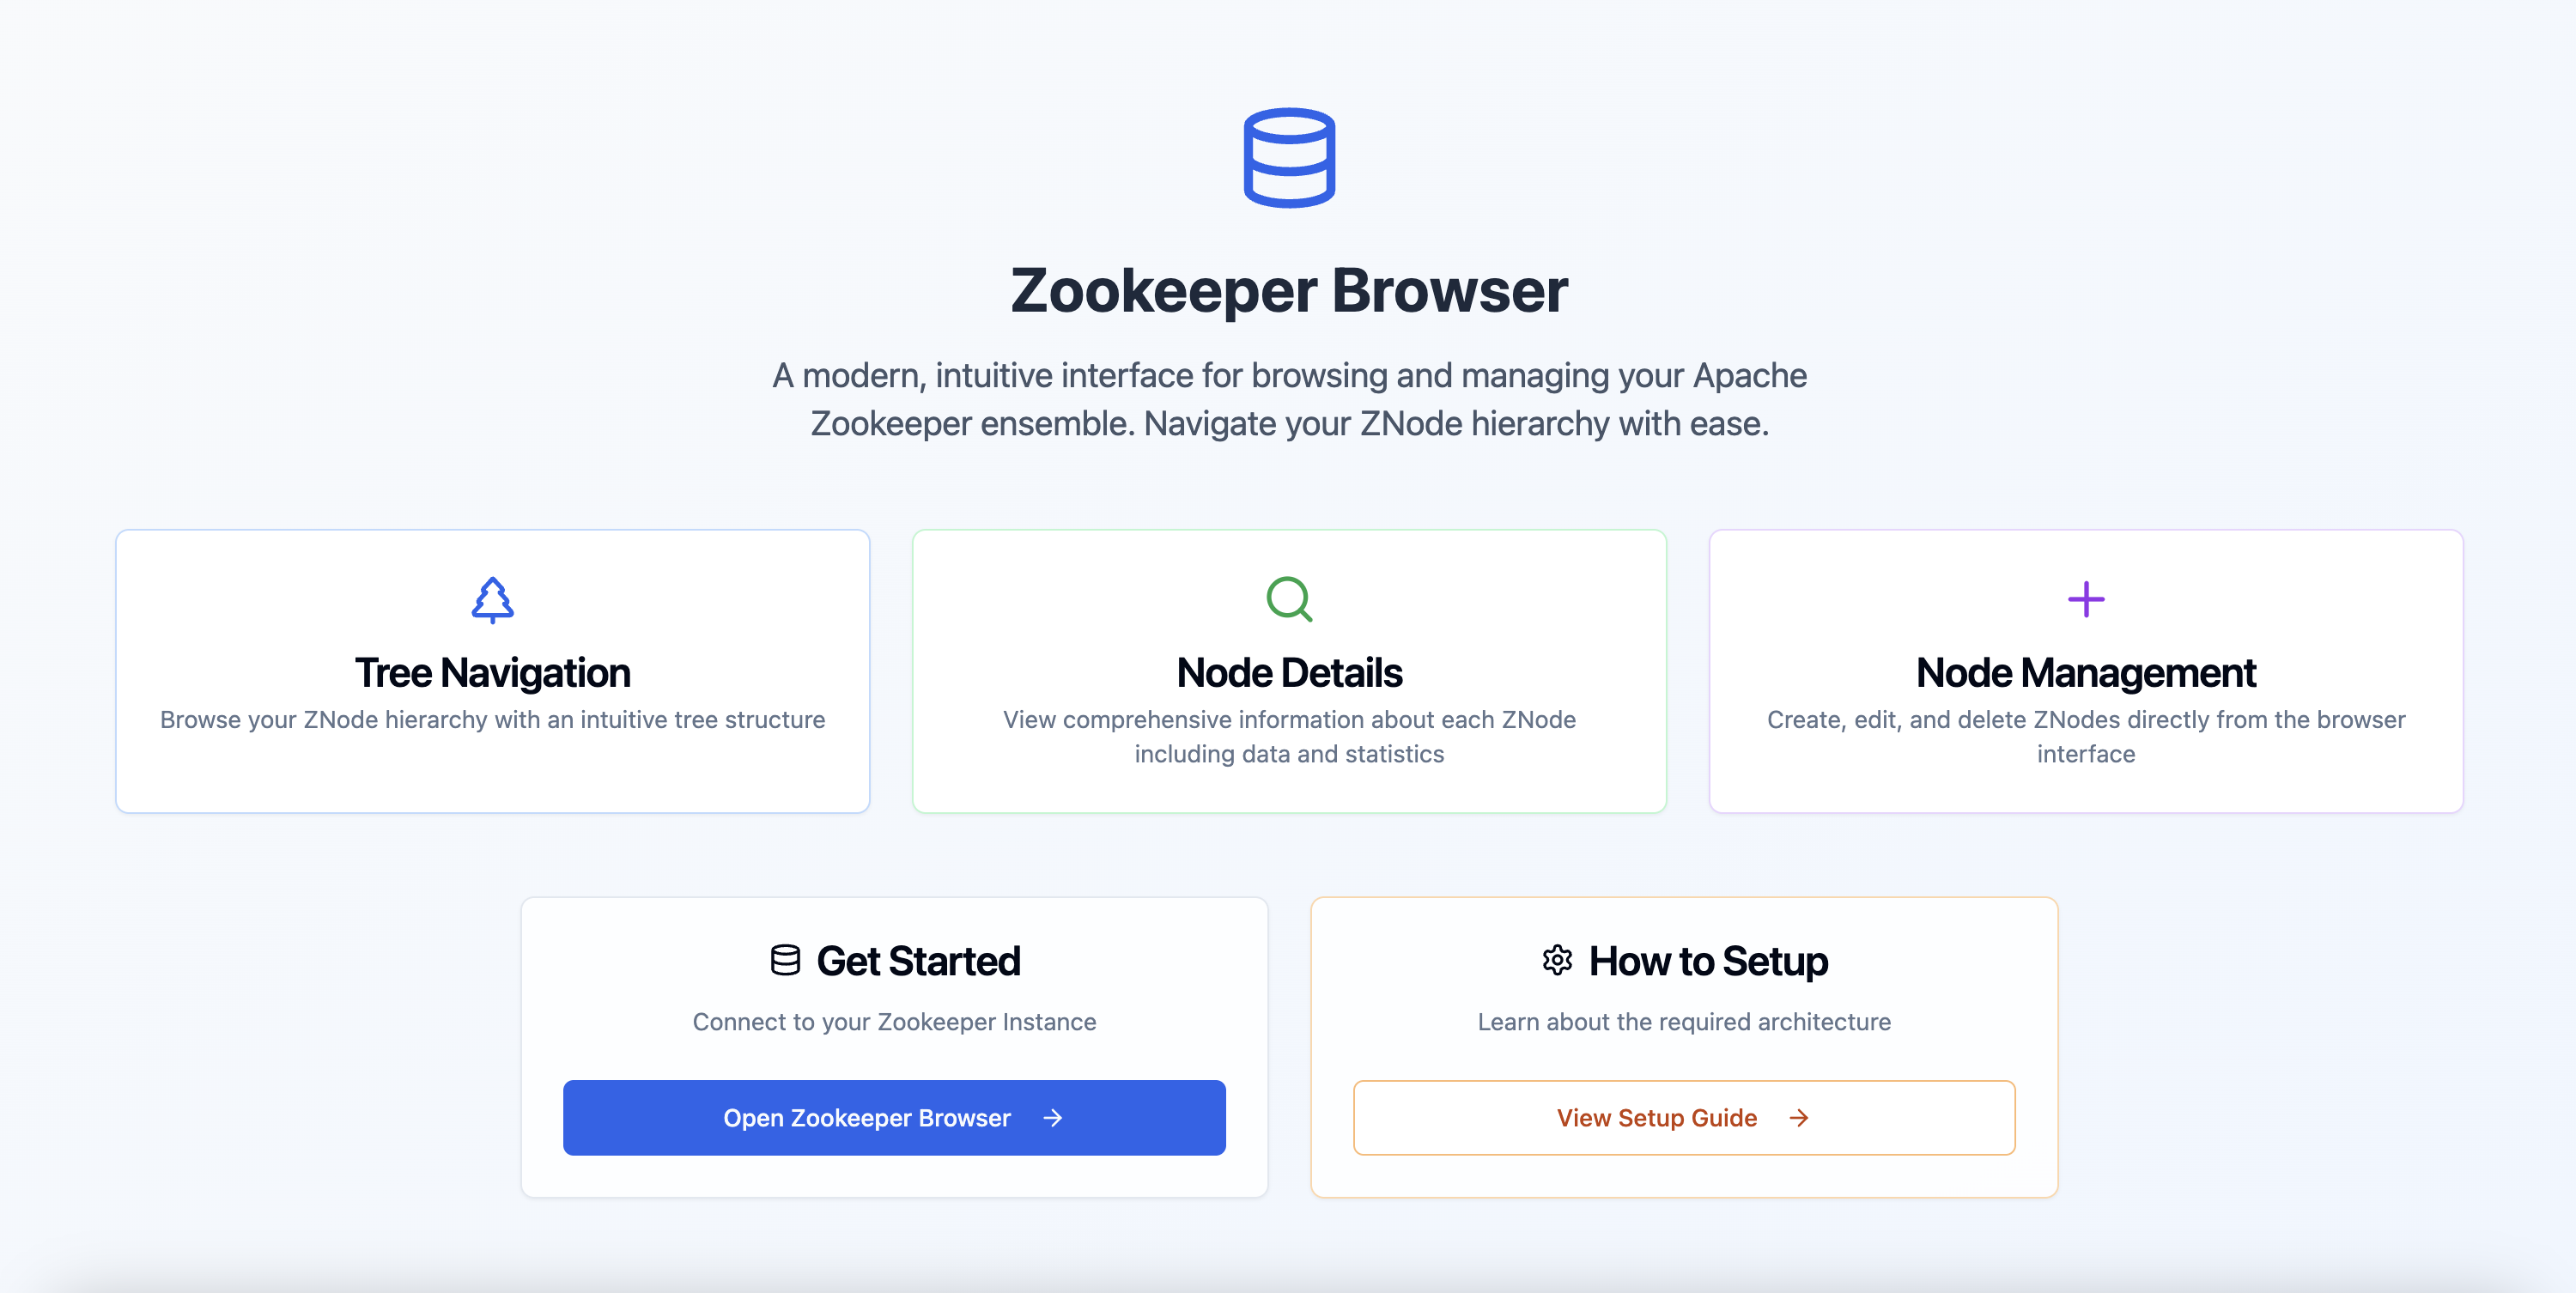 Zookeeper Browser
A modern, intuitive interface for browsing and managing your Apache
Zookeeper ensemble. Navigate your ZNode hierarchy with ease.
Tree Navigation
Browse your ZNode hierarchy with an intuitive tree structure
Node Details
View comprehensive information about each ZNode
including data and statistics
Node Management
Create, edit, and delete ZNodes directly from the browser
interface
Get Started
Connect to your Zookeeper Instance
Open Zookeeper Browser
How to Setup
Learn about the required architecture
View Setup Guide